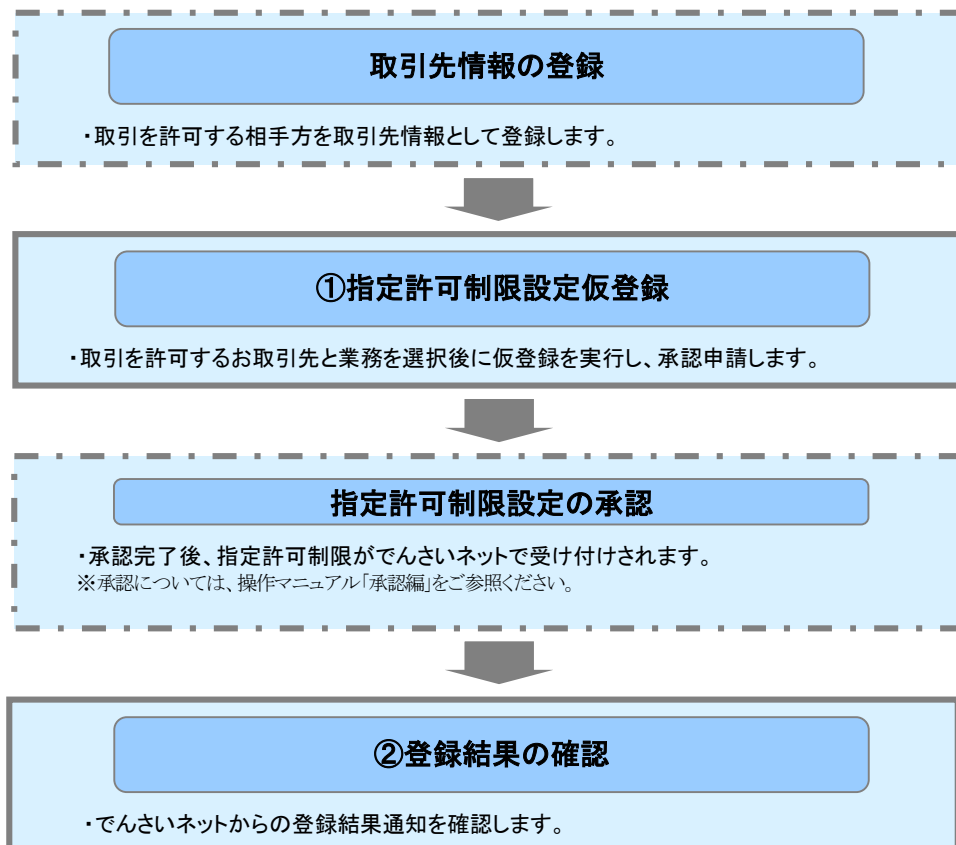 取引先情報の登録
・取引を許可する相手方を取引先情報として登録します。
①指定許可制限設定仮登録
・取引を許可するお取引先と業務を選択後に仮登録を実行し、承認申請します。
指定許可制限設定の承認
・承認完了後、指定許可制限がでんさいネットで受け付けされます。
※承認については、操作マニュアル「承認編」をご参照ください。
②登録結果の確認
・でんさいネットからの登録結果通知を確認します。